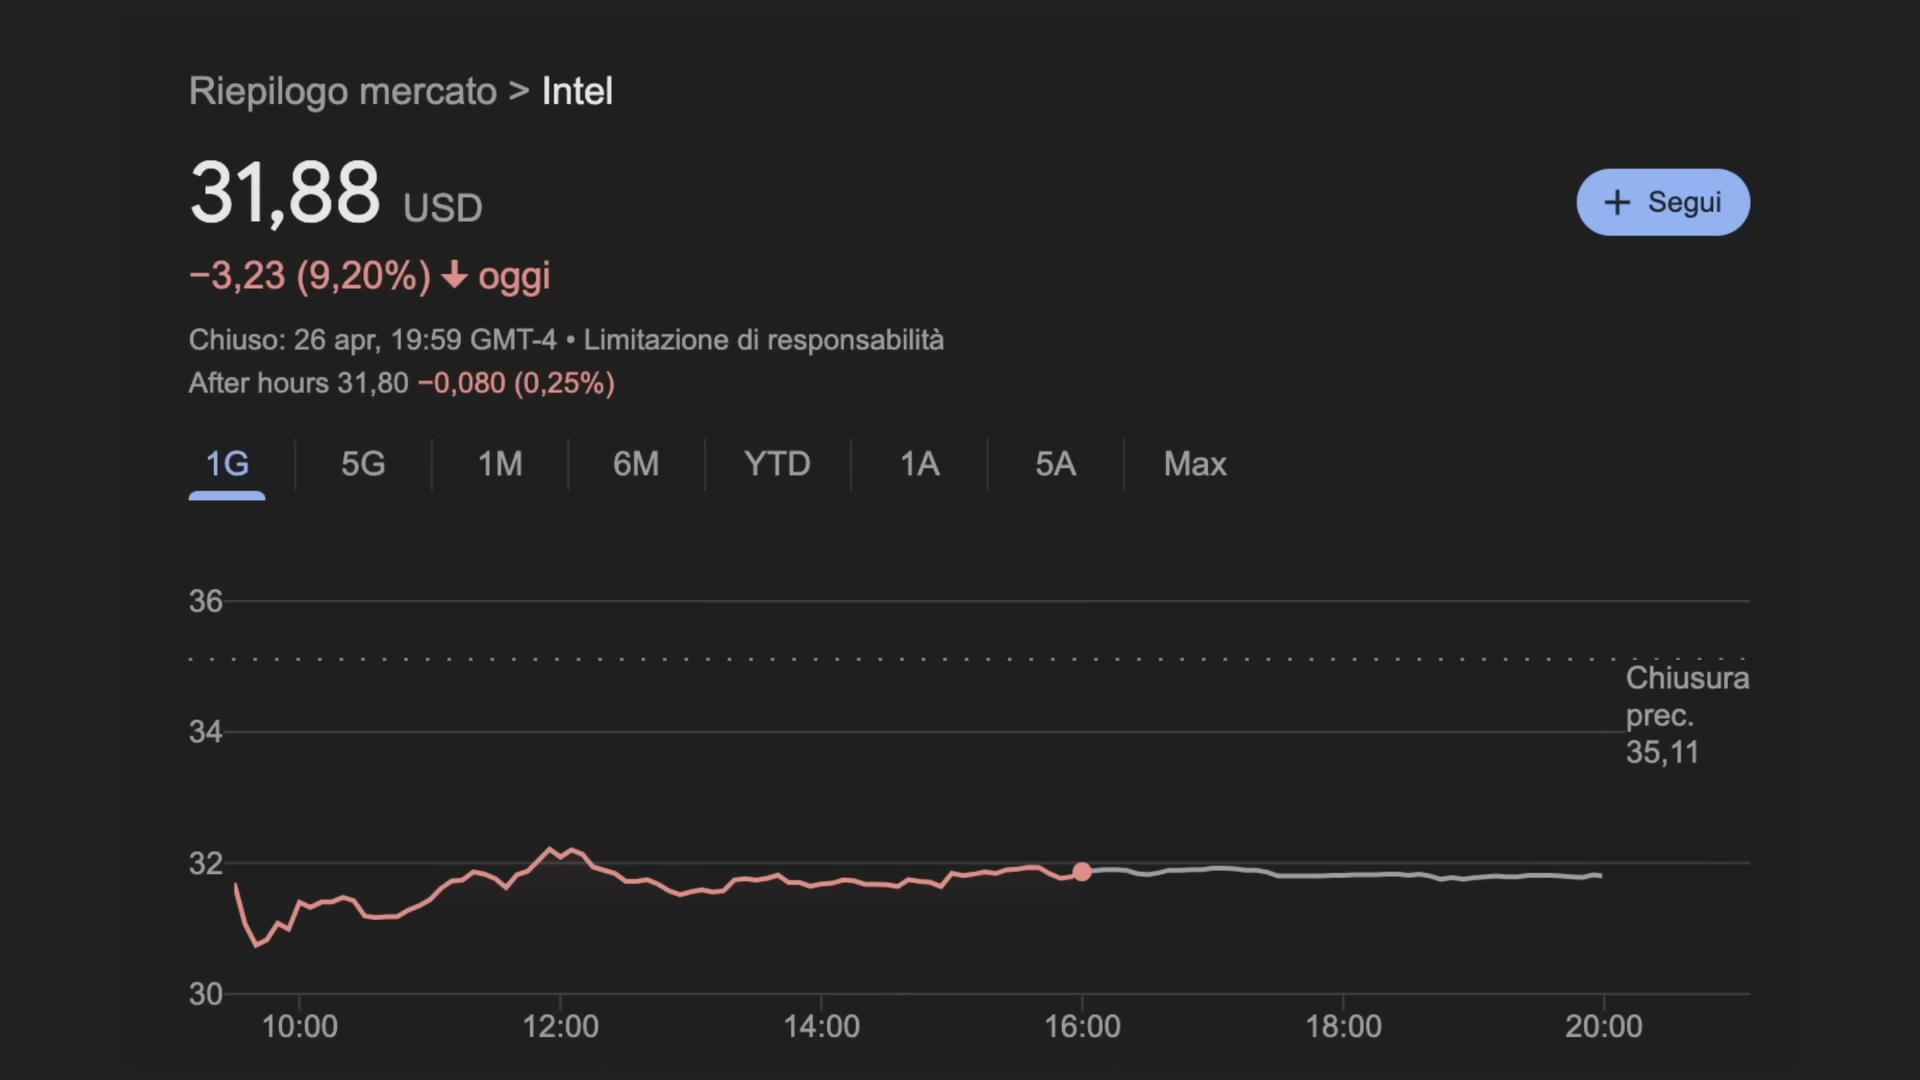 Riepilogo mercato > Intel
31,88 USD
+ Segui
−3,23 (9,20%) ↓ oggi
Chiuso: 26 apr, 19:59 GMT-4 • Limitazione di responsabilità
After hours 31,80 −0,080 (0,25%)
1G 5G 1M 6M YTD 1A 5A Max
36
Chiusura
prec.
35,11
34
32
30
10:00 12:00 14:00 16:00 18:00 20:00